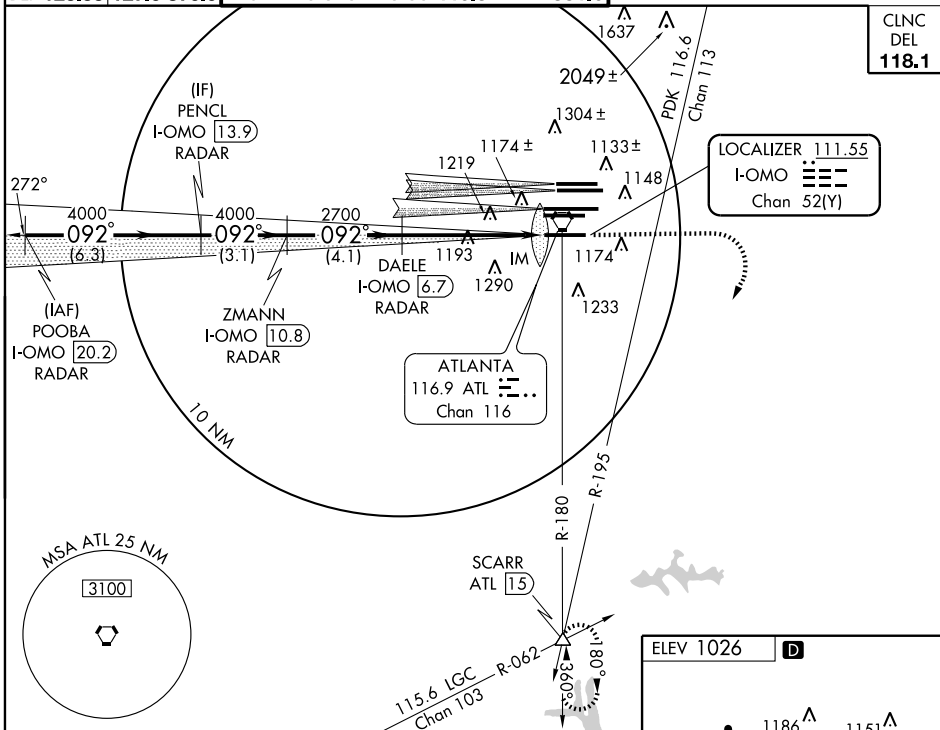 1637
CLNC
DEL
118.1
2049 ±
PDK 116.6
Chan 113
(IF)
PENCL
I-OMO 13.9
RADAR
1304 ±
1174 ±
1133 ±
1219
1148
LOCALIZER 111.55
I-OMO
Chan 52(Y)
272°
4000
092°
(6.3)
4000
092°
(3.1)
2700
092°
(4.1)
1193
IM
1174
DAELE
I-OMO 6.7
RADAR
1290
1233
(IAF)
POOBA
I-OMO 20.2
RADAR
ZMANN
I-OMO 10.8
RADAR
ATLANTA
116.9 ATL
Chan 116
10 NM
R-195
R-180
MSA ATL 25 NM
3100
SCARR
ATL 15
R-062
115.6 LGC
Chan 103
360°
180°
ELEV 1026
D
1186
1151